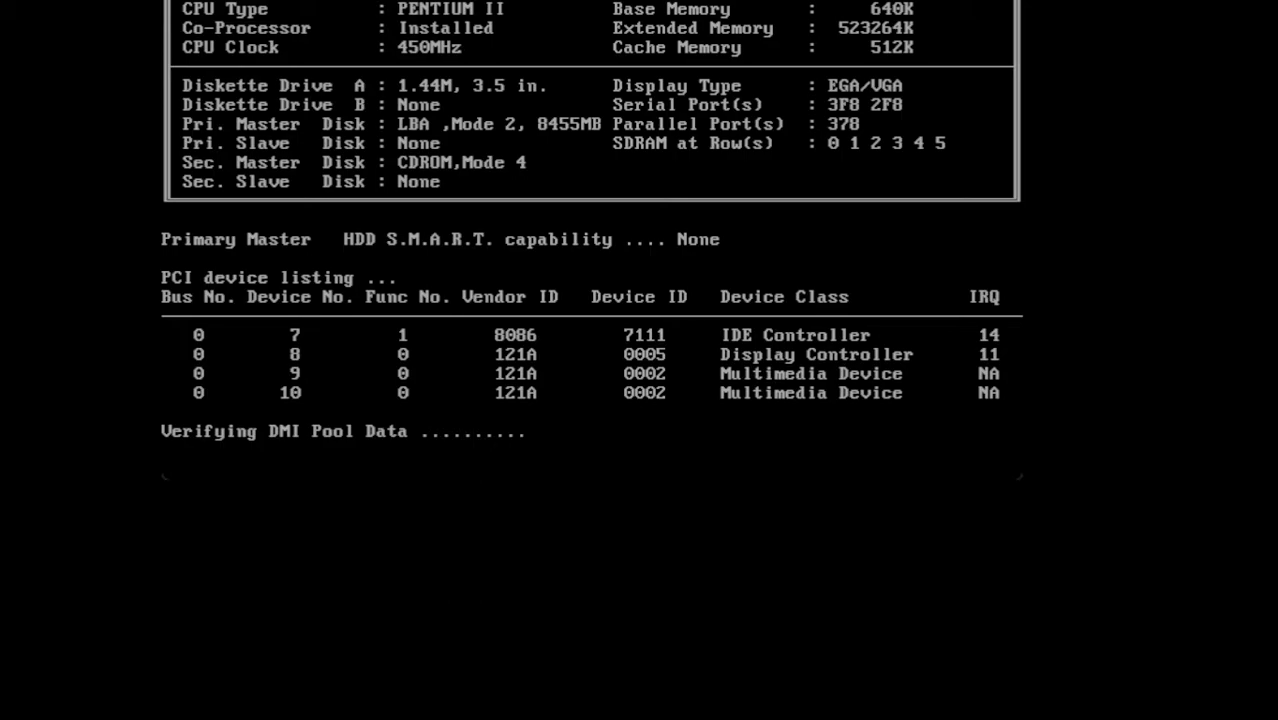 CPU Type : PENTIUM II Base Memory : 640K
Co-Processor : Installed Extended Memory : 523264K
CPU Clock : 450MHz Cache Memory : 512K
Diskette Drive A : 1.44M, 3.5 in. Display Type : EGA/VGA
Diskette Drive B : None Serial Port(s) : 3F8 2F8
Pri. Master Disk : LBA ,Mode 2, 8455MB Parallel Port(s) : 378
Pri. Slave Disk : None SDRAM at Row(s) : 0 1 2 3 4 5
Sec. Master Disk : CDROM,Mode 4
Sec. Slave Disk : None
Primary Master HDD S.M.A.R.T. capability .... None
PCI device listing ...
Bus No. Device No. Func No. Vendor ID Device ID Device Class IRQ
0 7 1 8086 7111 IDE Controller 14
0 8 0 121A 0005 Display Controller 11
0 9 0 121A 0002 Multimedia Device NA
0 10 0 121A 0002 Multimedia Device NA
Verifying DMI Pool Data ..........